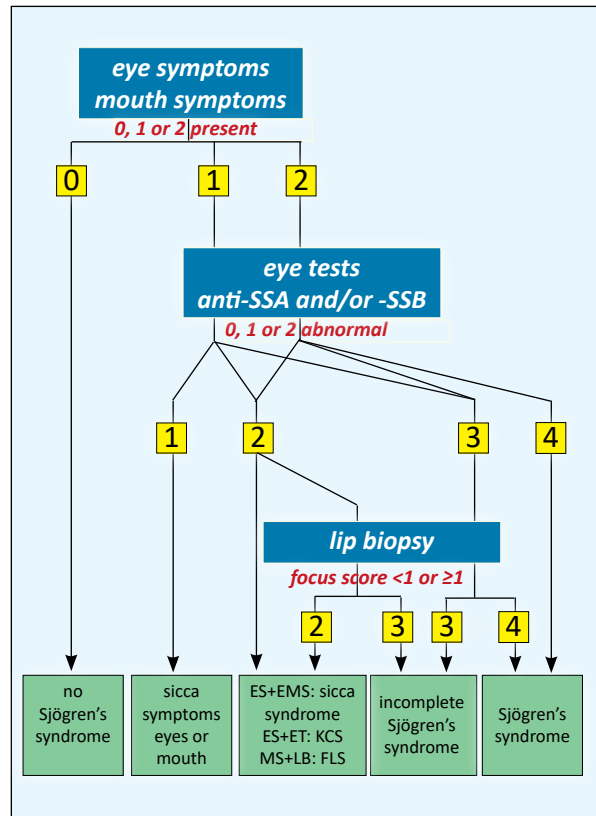 eye symptoms
mouth symptoms
0, 1 or 2 present
0
1
2
eye tests
anti-SSA and/or -SSB
0, 1 or 2 abnormal
1
2
3
4
lip biopsy
focus score <1 or ≥1
2
3
3
4
no
Sjögren's
syndrome
sicca
symptoms
eyes or
mouth
ES+EMS: sicca
syndrome
ES+ET: KCS
MS+LB: FLS
incomplete
Sjögren's
syndrome
Sjögren's
syndrome